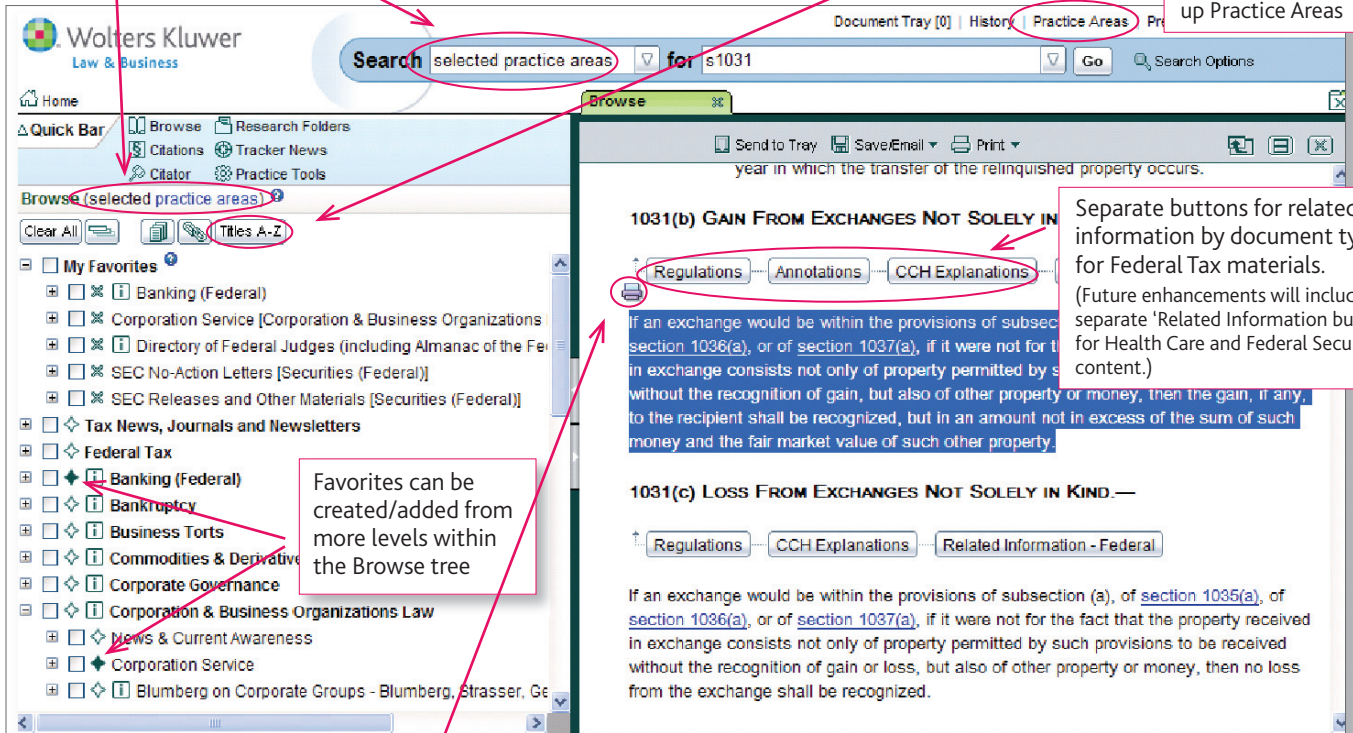 up Practice Areas
Document Tray [0] | History | Practice Areas Pre
Wolters Kluwer
Law & Business
Search selected practice areas for s1031 Go Search Options
Home
Quick Bar
Browse Research Folders
Citations Tracker News
Citator Practice Tools
Browse (selected practice areas)
Clear All Titles A-Z
My Favorites
Banking (Federal)
Corporation Service [Corporation & Business Organizations
Directory of Federal Judges (including Almanac of the Fe
SEC No-Action Letters [Securities (Federal)]
SEC Releases and Other Materials [Securities (Federal)]
Tax News, Journals and Newsletters
Federal Tax
Banking (Federal)
Bankruptcy
Business Torts
Commodities & Derivative
Corporate Governance
Corporation & Business Organizations Law
News & Current Awareness
Corporation Service
Blumberg on Corporate Groups - Blumberg, Strasser, Ge
Favorites can be
created/added from
more levels within
the Browse tree
Browse
Send to Tray Save/Email Print
year in which the transfer of the relinquished property occurs.
1031(b) GAIN FROM EXCHANGES NOT SOLELY IN
Regulations Annotations CCH Explanations
If an exchange would be within the provisions of subsec
section 1036(a), or of section 1037(a), if it were not for t
in exchange consists not only of property permitted by s
without the recognition of gain, but also of other property or money, then the gain, if any,
to the recipient shall be recognized, but in an amount not in excess of the sum of such
money and the fair market value of such other property.
Separate buttons for related
information by document ty
for Federal Tax materials.
(Future enhancements will includ
separate ‘Related Information bu
for Health Care and Federal Secu
content.)
1031(c) LOSS FROM EXCHANGES NOT SOLELY IN KIND.—
Regulations CCH Explanations Related Information - Federal
If an exchange would be within the provisions of subsection (a), of section 1035(a), of
section 1036(a), or of section 1037(a), if it were not for the fact that the property received
in exchange consists not only of property permitted by such provisions to be received
without the recognition of gain or loss, but also of other property or money, then no loss
from the exchange shall be recognized.